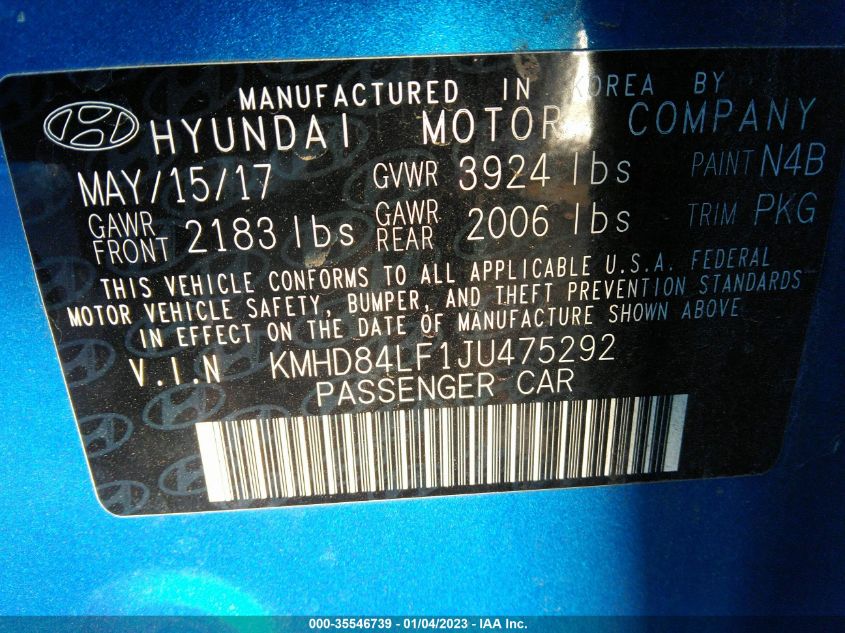 MANUFACTURED IN KOREA BY
HYUNDAI MOTOR COMPANY
MAY/15/17 GVWR 3924 lbs PAINT N4B
GAWR FRONT 2183 lbs GAWR REAR 2006 lbs TRIM PKG
THIS VEHICLE CONFORMS TO ALL APPLICABLE U.S.A. FEDERAL
MOTOR VEHICLE SAFETY, BUMPER, AND THEFT PREVENTION STANDARDS
IN EFFECT ON THE DATE OF MANUFACTURE SHOWN ABOVE
V.I.N KMHD84LF1JU475292
PASSENGER CAR
000-35546739 - 01/04/2023 - IAA Inc.